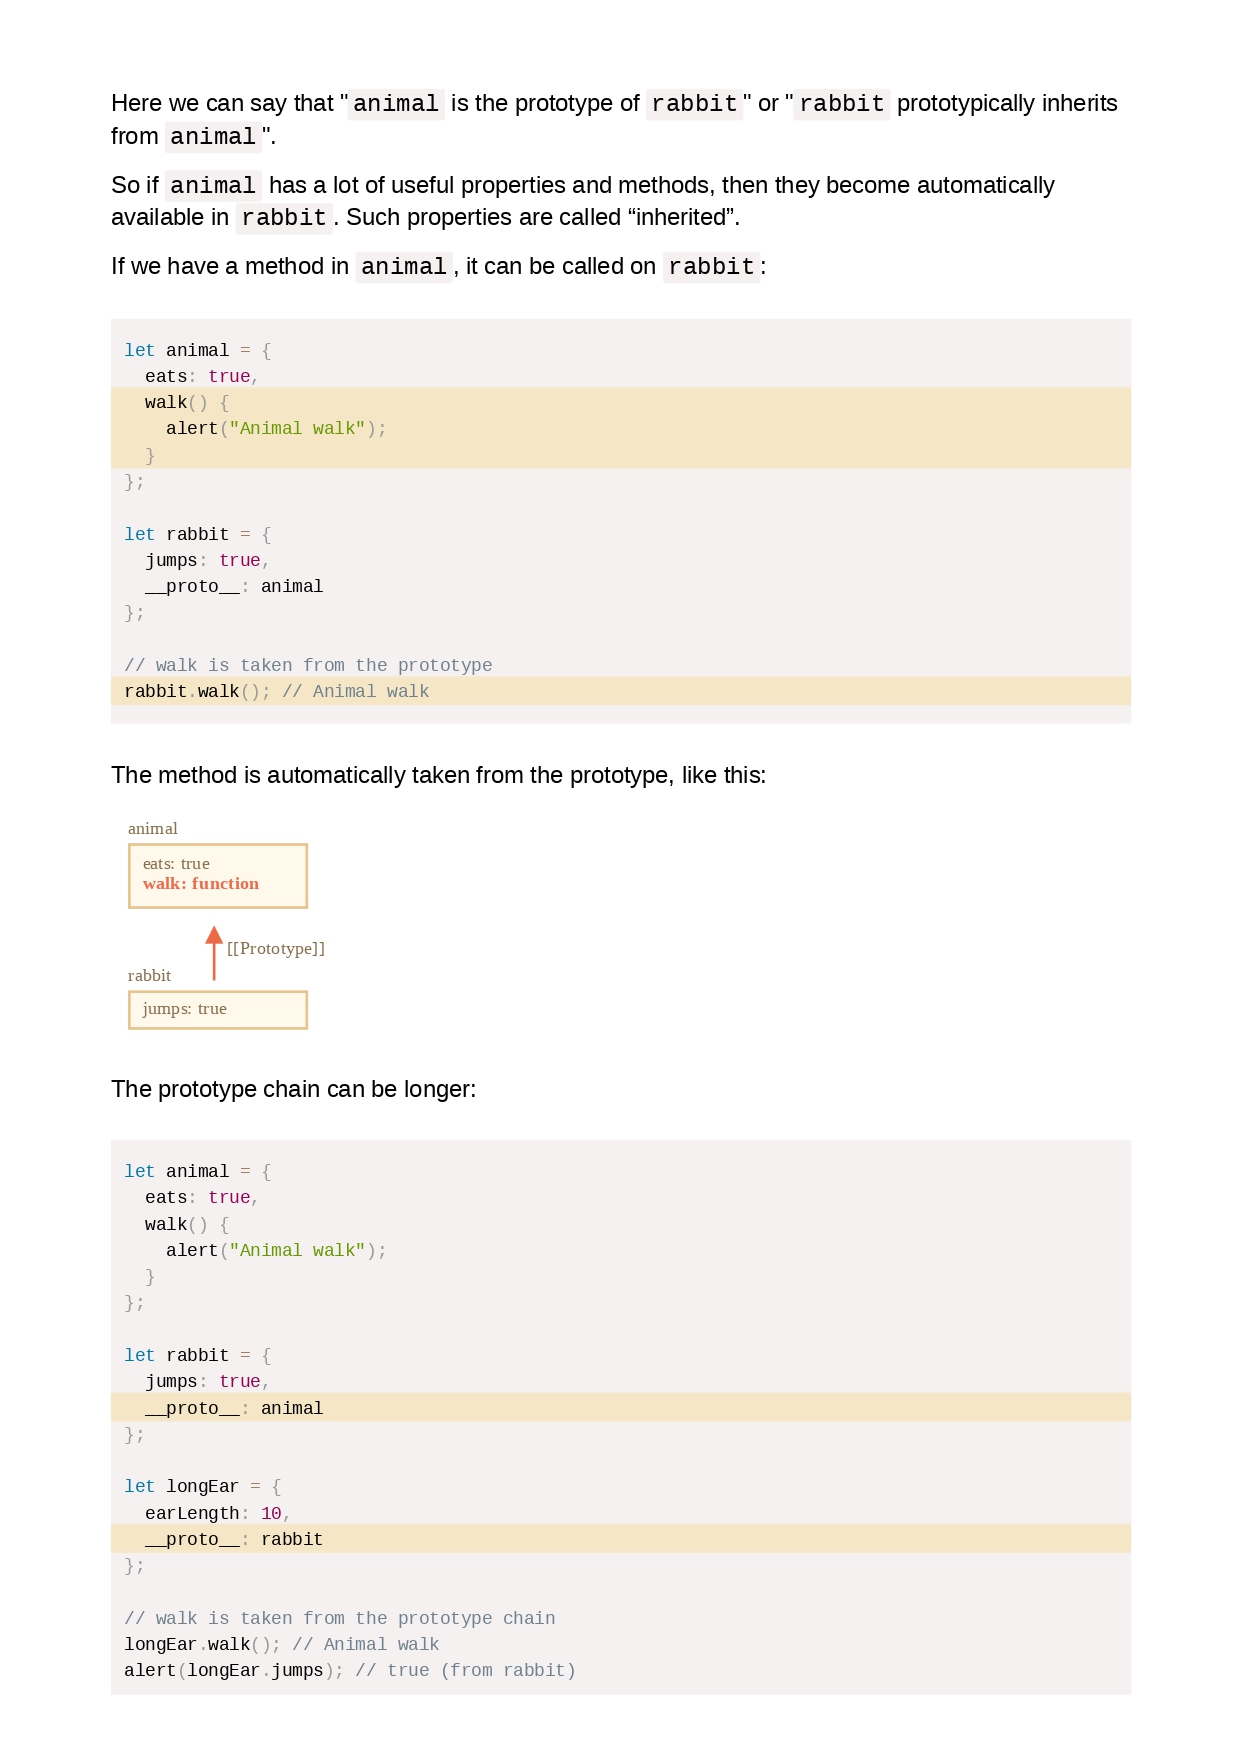 Here we can say that "animal is the prototype of rabbit" or "rabbit prototypically inherits
from animal".
So if animal has a lot of useful properties and methods, then they become automatically
available in rabbit. Such properties are called “inherited”.
If we have a method in animal, it can be called on rabbit:
let animal = {
  eats: true,
  walk() {
    alert("Animal walk");
  }
};
let rabbit = {
  jumps: true,
  __proto__: animal
};
// walk is taken from the prototype
rabbit.walk(); // Animal walk
The method is automatically taken from the prototype, like this:
animal
eats: true
walk: function
[[Prototype]]
rabbit
jumps: true
The prototype chain can be longer:
let animal = {
  eats: true,
  walk() {
    alert("Animal walk");
  }
};
let rabbit = {
  jumps: true,
  __proto__: animal
};
let longEar = {
  earLength: 10,
  __proto__: rabbit
};
// walk is taken from the prototype chain
longEar.walk(); // Animal walk
alert(longEar.jumps); // true (from rabbit)